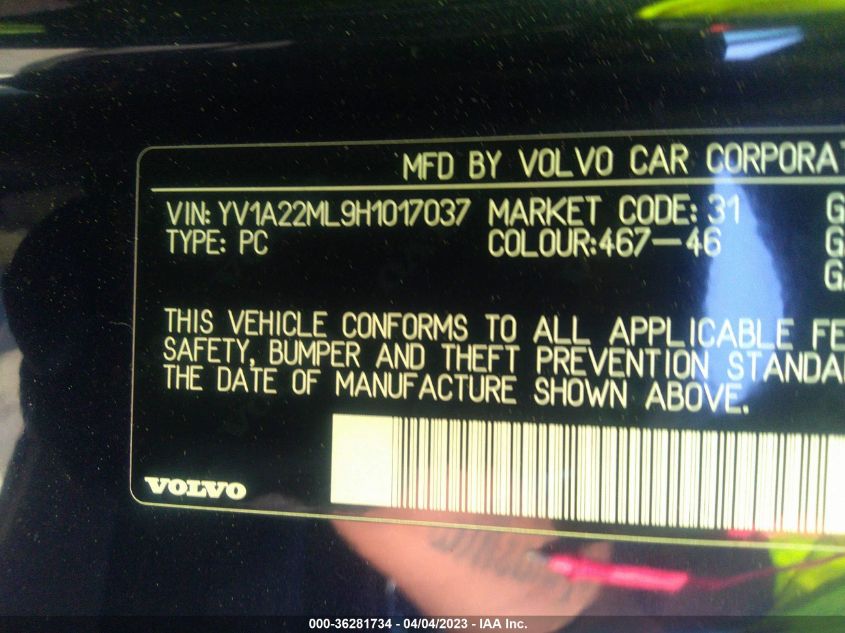 MFD BY VOLVO CAR CORPORAT
VIN: YV1A22ML9H1017037 MARKET CODE: 31 G
TYPE: PC COLOUR:467-46 GA
GA
THIS VEHICLE CONFORMS TO ALL APPLICABLE FE
SAFETY, BUMPER AND THEFT PREVENTION STANDA
THE DATE OF MANUFACTURE SHOWN ABOVE.
VOLVO
000-36281734 - 04/04/2023 - IAA Inc.